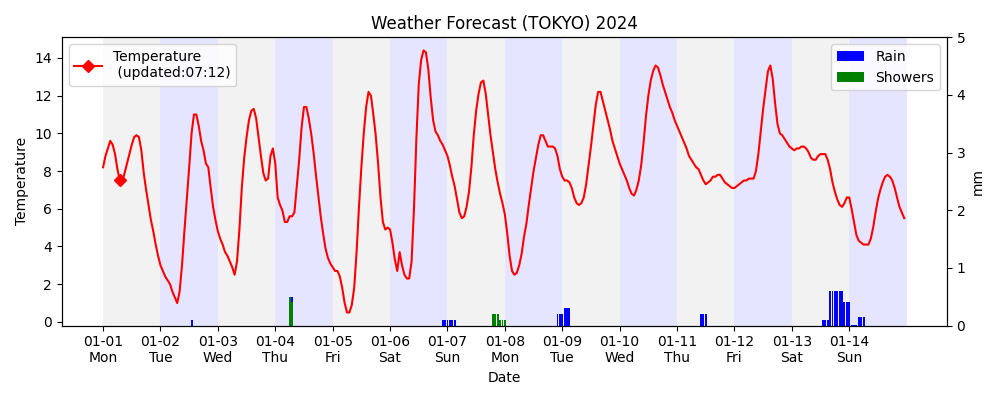 Weather Forecast (TOKYO) 2024
Temperature
(updated:07:12)
Rain
Showers
Temperature
14
12
10
8
6
4
2
0
5
4
3
2
1
0
mm
01-01 01-02 01-03 01-04 01-05 01-06 01-07 01-08 01-09 01-10 01-11 01-12 01-13 01-14
Mon Tue Wed Thu Fri Sat Sun Mon Tue Wed Thu Fri Sat Sun
Date